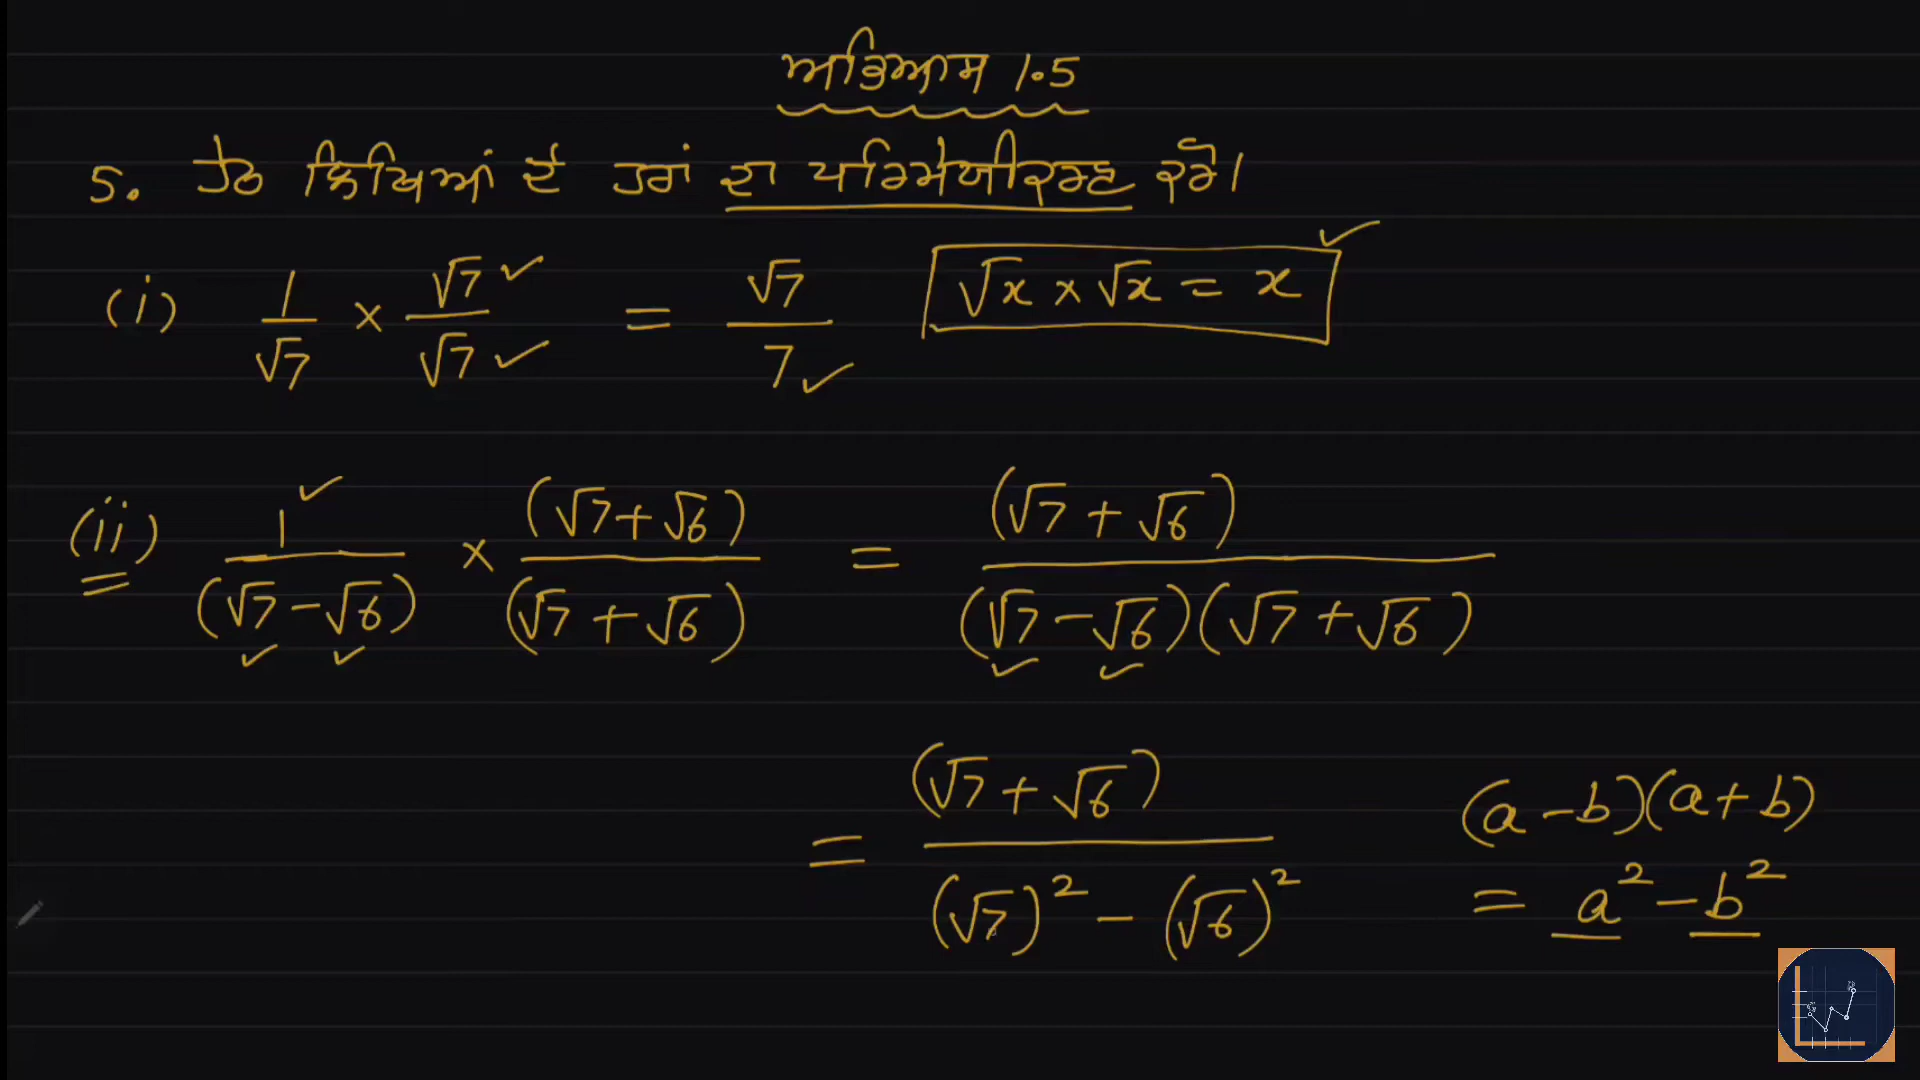 ਅਭਿਆਸ 1.5
5. ਹੇਠ ਲਿਖਿਆਂ ਦੇ ਹਰਾਂ ਦਾ ਪਰਿਮੇਯੀਕਰਣ ਕਰੋ।
(i) 1/√7 × √7/√7 = √7/7 √x × √x = x
(ii) 1/(√7 - √6) × (√7 + √6)/(√7 + √6) = (√7 + √6)/(√7 - √6)(√7 + √6)
= (√7 + √6)/(√7)² - (√6)² (a - b)(a + b)
= a² - b²